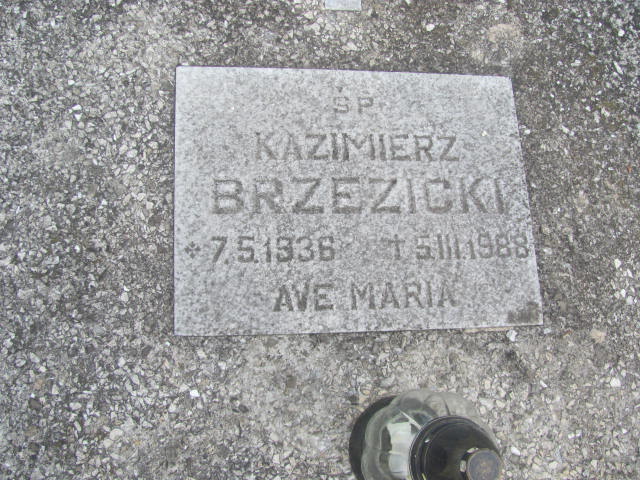 ŚP
KAZIMIERZ
BRZEZICKI
* 7.5.1936 † 5.III.1988
AVE MARIA